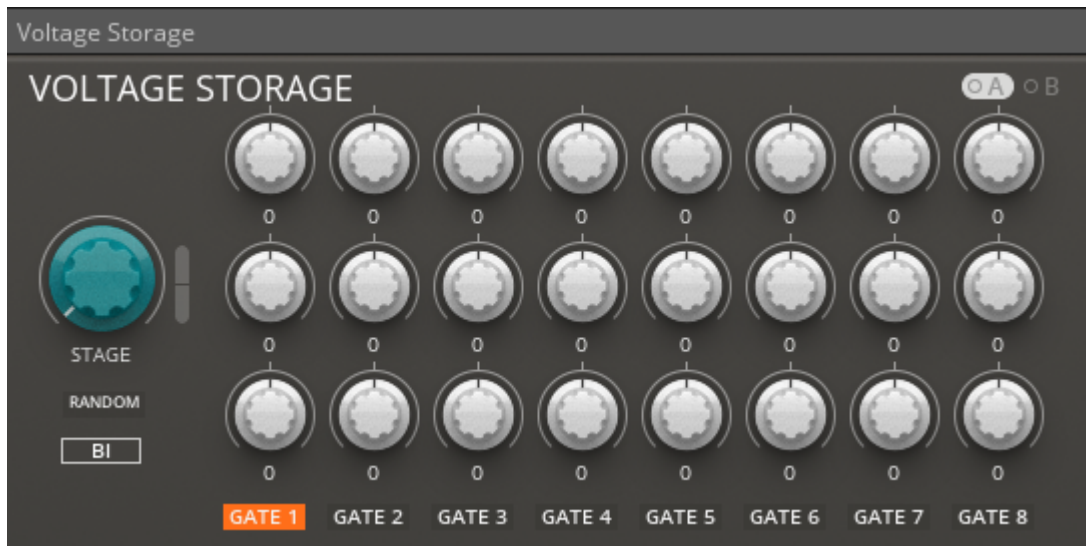 Voltage Storage
VOLTAGE STORAGE A B
0 0 0 0 0 0 0 0
0 0 0 0 0 0 0 0
STAGE
RANDOM
BI
0 0 0 0 0 0 0 0
GATE 1 GATE 2 GATE 3 GATE 4 GATE 5 GATE 6 GATE 7 GATE 8